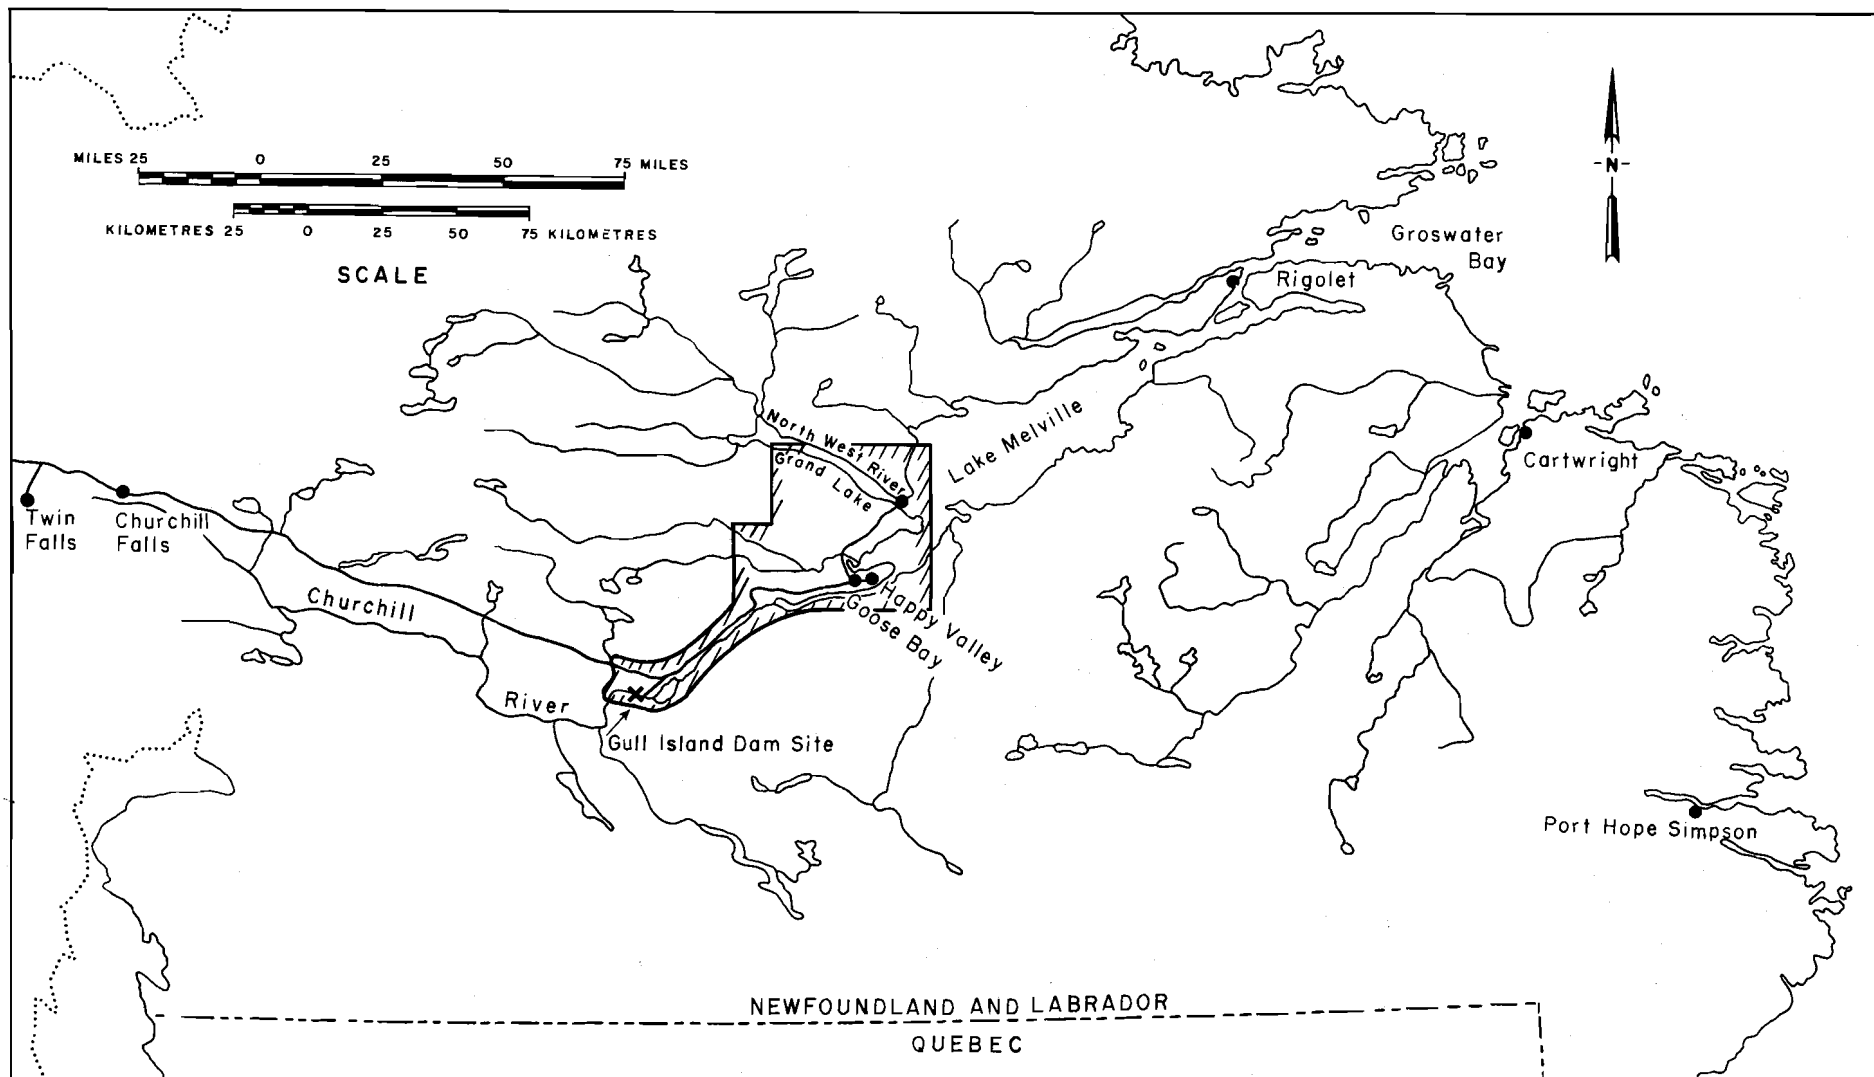 MILES 25 0 25 50 75 MILES
KILOMETRES 25 0 25 50 75 KILOMETRES
SCALE
-N-
Groswater
Bay
Rigolet
Lake Melville
North West River
Grand Lake
Cartwright
Twin
Falls
Churchill
Falls
Churchill
River
Happy Valley
Goose Bay
Gull Island Dam Site
Port Hope Simpson
NEWFOUNDLAND AND LABRADOR
QUEBEC